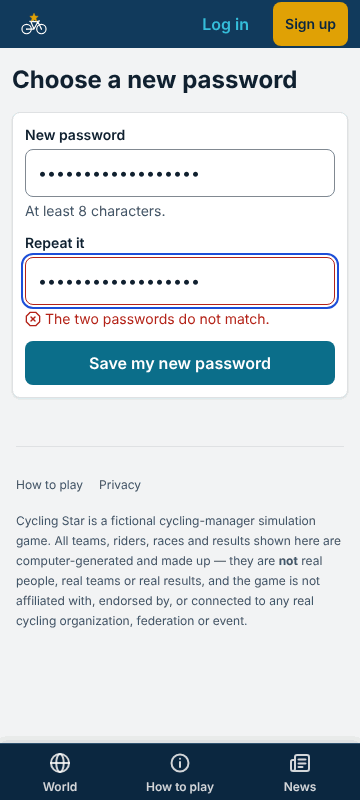 Log in
Sign up
Choose a new password
New password
••••••••••••••••••
At least 8 characters.
Repeat it
••••••••••••••••••
The two passwords do not match.
Save my new password
How to play
Privacy
Cycling Star is a fictional cycling-manager simulation
game. All teams, riders, races and results shown here are
computer-generated and made up — they are not real
people, real teams or real results, and the game is not
affiliated with, endorsed by, or connected to any real
cycling organization, federation or event.
World
How to play
News